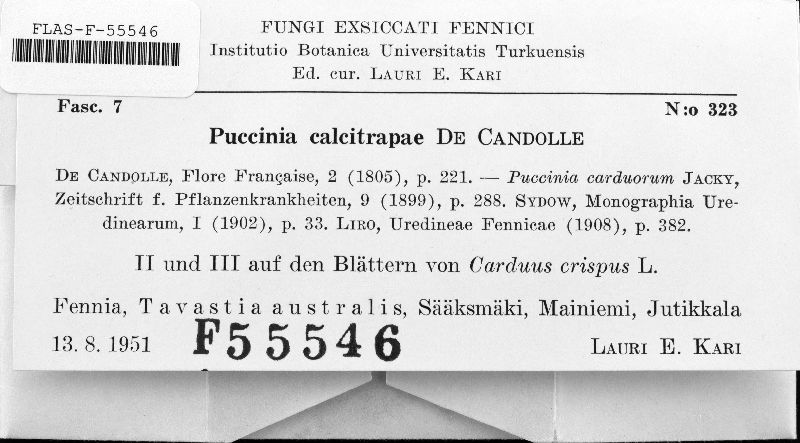 FLAS-F-55546
FUNGI EXSICCATI FENNICI
Institutio Botanica Universitatis Turkuensis
Ed. cur. LAURI E. KARI
Fasc. 7 N:o 323
Puccinia calcitrapae DE CANDOLLE
DE CANDOLLE, Flore Française, 2 (1805), p. 221. — Puccinia carduorum JACKY,
Zeitschrift f. Pflanzenkrankheiten, 9 (1899), p. 288. SYDOW, Monographia Ure-
dinearum, I (1902), p. 33. LIRO, Uredineae Fennicae (1908), p. 382.
II und III auf den Blättern von Carduus crispus L.
Fennia, Tavastia australis, Sääksmäki, Mainiemi, Jutikkala
13. 8. 1951 F55546 LAURI E. KARI